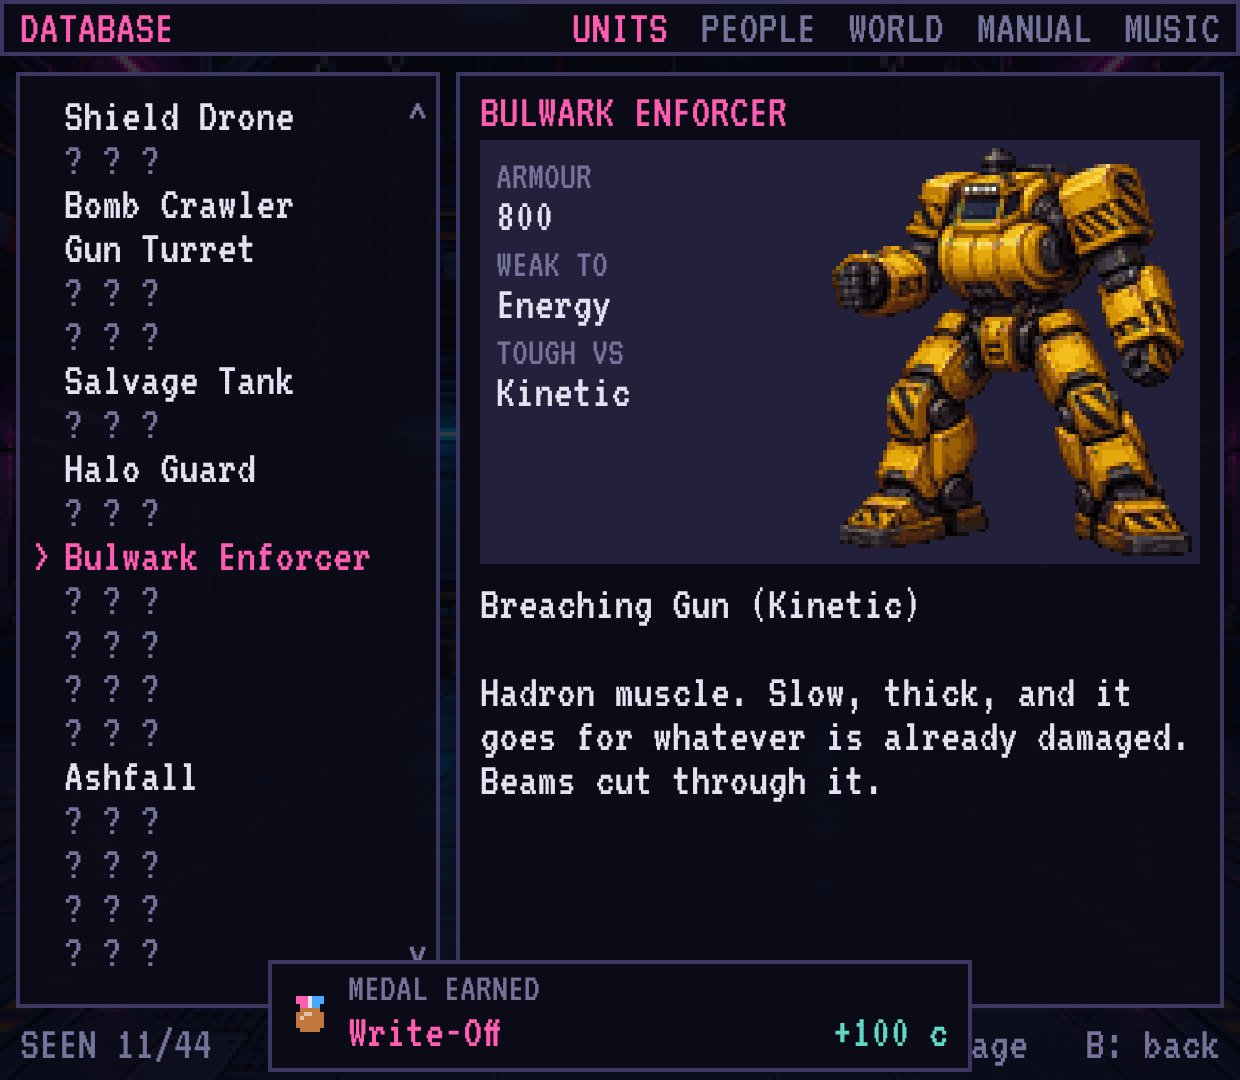 DATABASE
UNITS PEOPLE WORLD MANUAL MUSIC
Shield Drone
? ? ?
Bomb Crawler
Gun Turret
? ? ?
? ? ?
Salvage Tank
? ? ?
Halo Guard
? ? ?
> Bulwark Enforcer
? ? ?
? ? ?
? ? ?
? ? ?
Ashfall
? ? ?
? ? ?
? ? ?
? ? ?
BULWARK ENFORCER
ARMOUR
800
WEAK TO
Energy
TOUGH VS
Kinetic
Breaching Gun (Kinetic)
Hadron muscle. Slow, thick, and it
goes for whatever is already damaged.
Beams cut through it.
MEDAL EARNED
Write-Off +100 c
SEEN 11/44
B: back